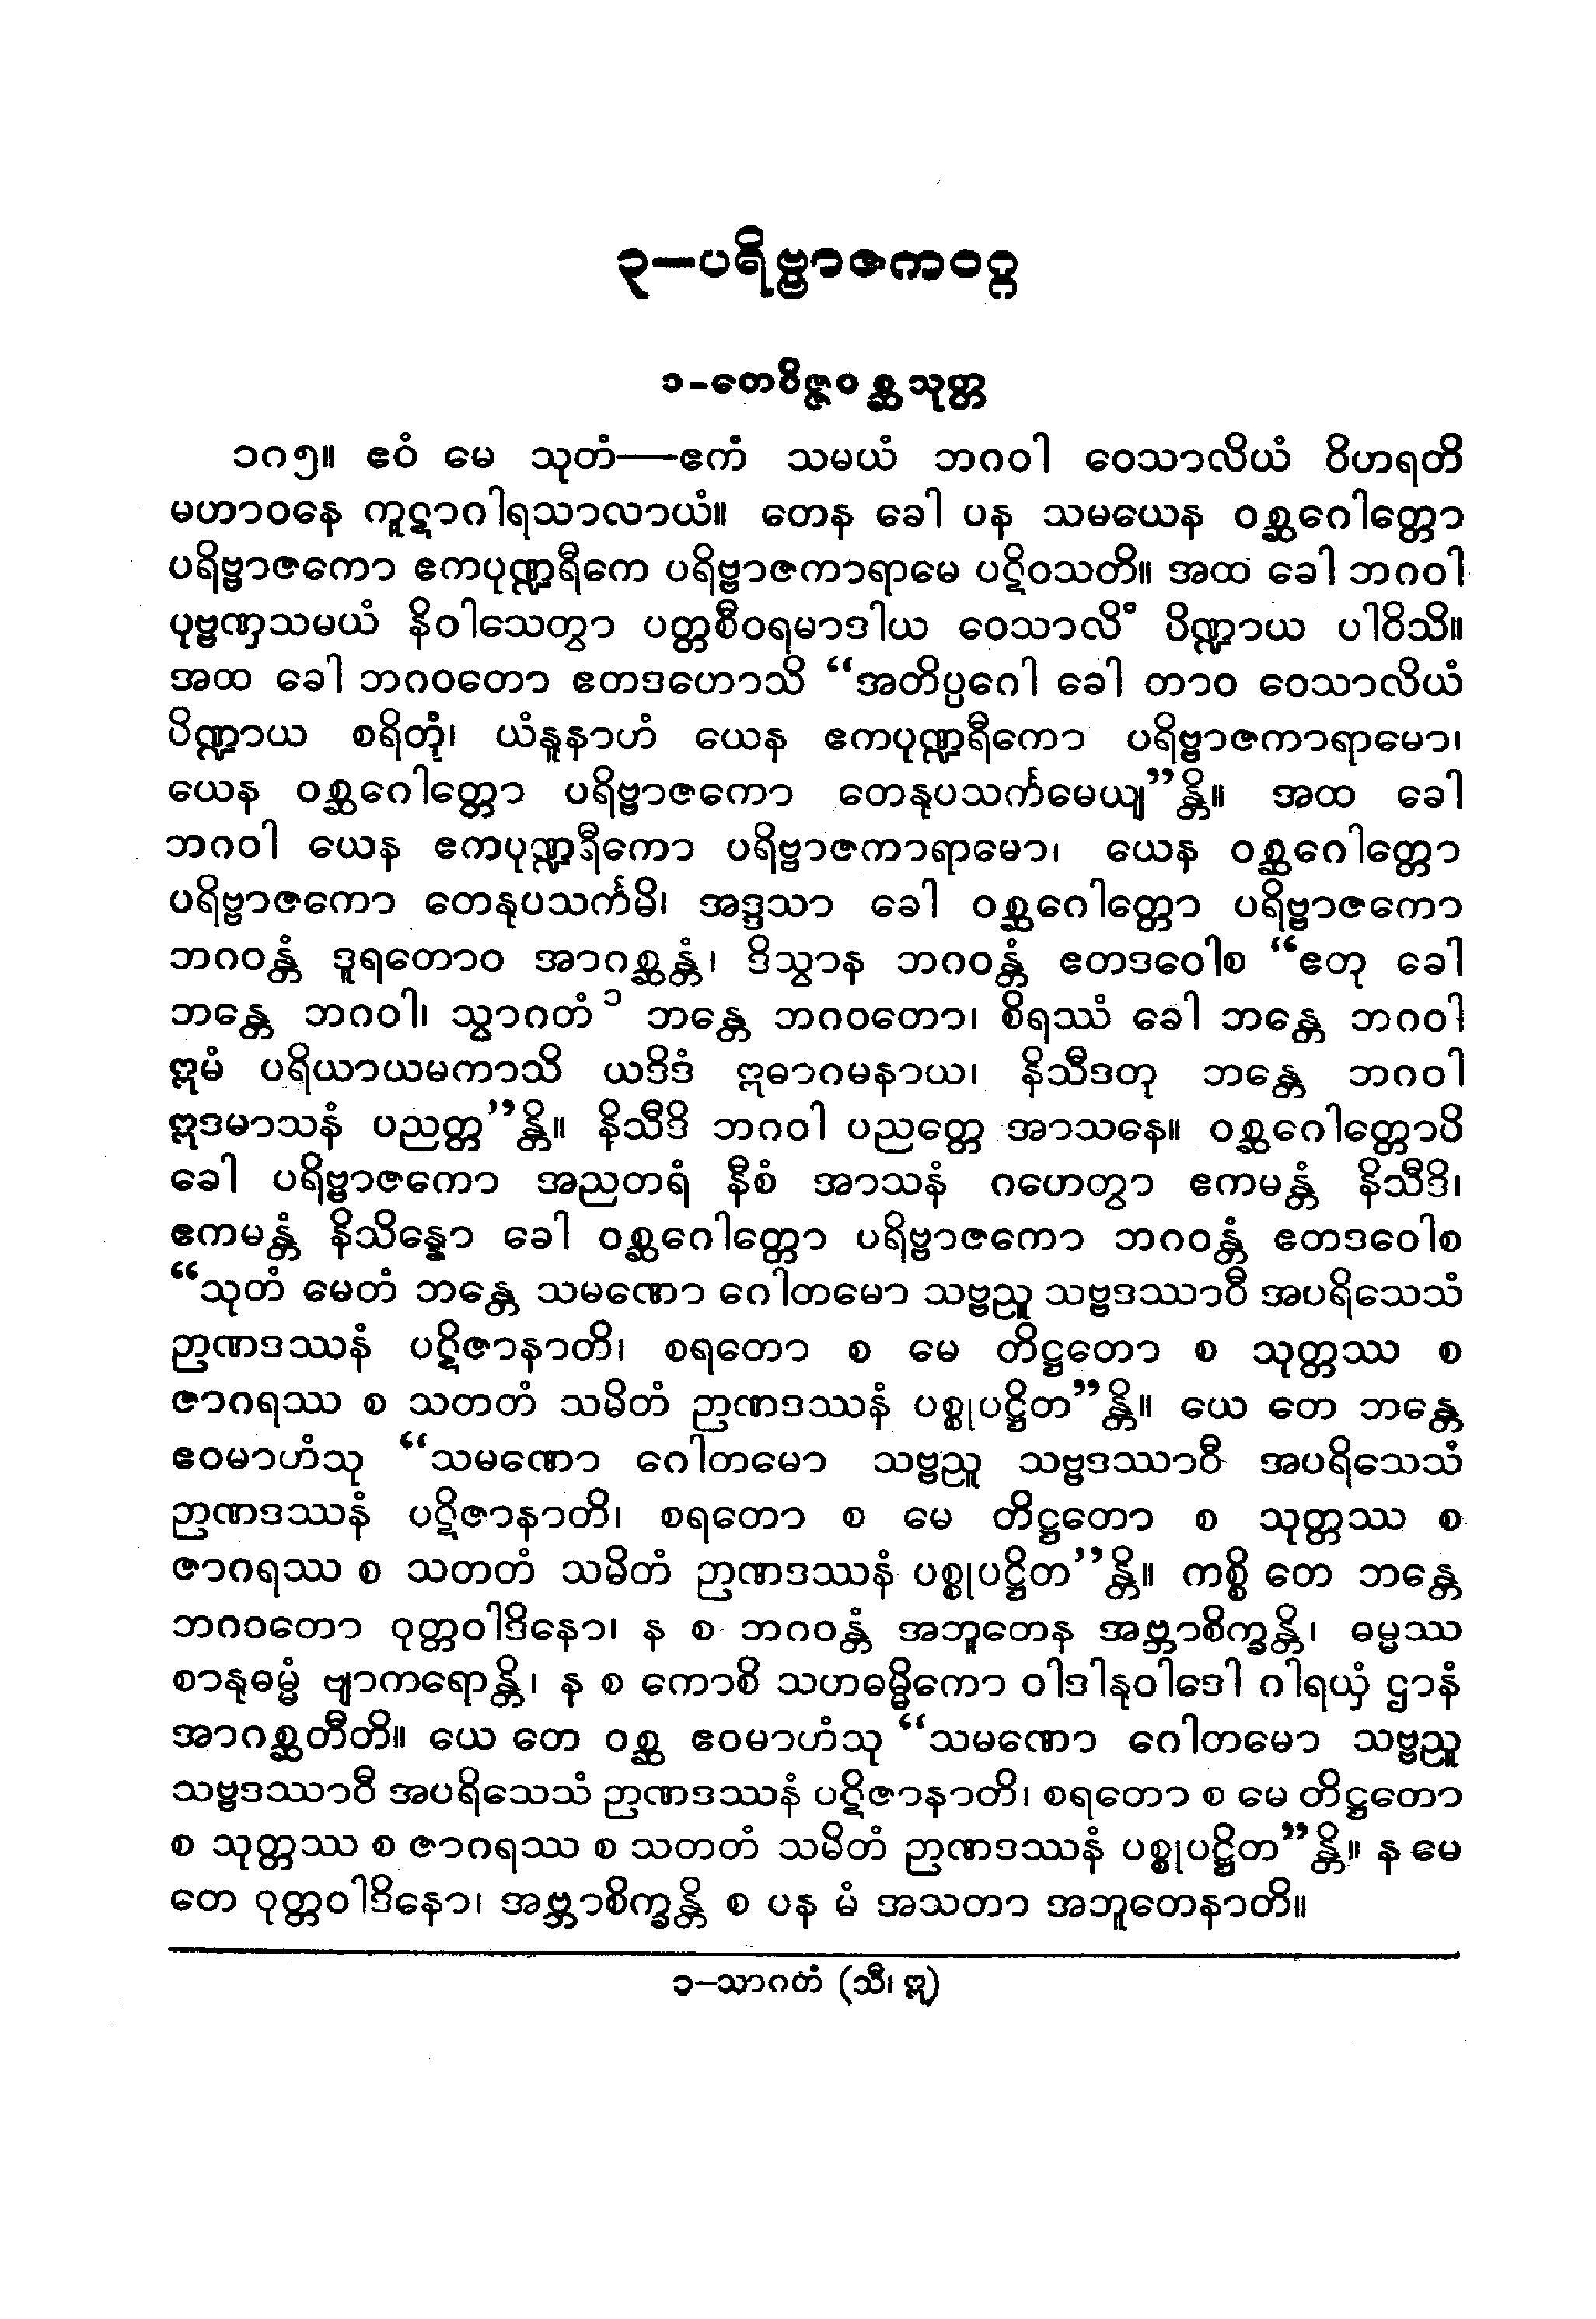 ၃–ပရိဗ္ဗာဇကဝဂ္ဂ
၁-တေဝိဇ္ဇဝစ္ဆသုတ္တ
၁၈၅။ ဧဝံ မေ သုတံ—ဧကံ သမယံ ဘဂဝါ ဝေသာလိယံ ဝိဟရတိ
မဟာဝနေ ကူဋာဂါရသာလာယံ။ တေန ခေါ ပန သမယေန ဝစ္ဆဂေါတ္တော
ပရိဗ္ဗာဇကော ဧကပုဏ္ဍရီကေ ပရိဗ္ဗာဇကာရာမေ ပဋိဝသတိ။ အထ ခေါ ဘဂဝါ
ပုဗ္ဗဏှသမယံ နိဝါသေတွာ ပတ္တစီဝရမာဒါယ ဝေသာလိံ ပိဏ္ဍာယ ပါဝိသိ။
အထ ခေါ ဘဂဝတော ဧတဒဟောသိ “အတိပ္ပဂေါ ခေါ တာဝ ဝေသာလိယံ
ပိဏ္ဍာယ စရိတုံ၊ ယံနူနာဟံ ယေန ဧကပုဏ္ဍရီကော ပရိဗ္ဗာဇကာရာမော၊
ယေန ဝစ္ဆဂေါတ္တော ပရိဗ္ဗာဇကော တေနုပသင်္ကမေယျ”န္တိ။ အထ ခေါ
ဘဂဝါ ယေန ဧကပုဏ္ဍရီကော ပရိဗ္ဗာဇကာရာမော၊ ယေန ဝစ္ဆဂေါတ္တော
ပရိဗ္ဗာဇကော တေနုပသင်္ကမိ၊ အဒ္ဒသာ ခေါ ဝစ္ဆဂေါတ္တော ပရိဗ္ဗာဇကော
ဘဂဝန္တံ ဒူရတောဝ အာဂစ္ဆန္တံ၊ ဒိသွာန ဘဂဝန္တံ ဧတဒဝေါစ “ဧတု ခေါ
ဘန္တေ ဘဂဝါ၊ သွာဂတံ ၁ ဘန္တေ ဘဂဝတော၊ စိရဿံ ခေါ ဘန္တေ ဘဂဝါ
ဣမံ ပရိယာယမကာသိ ယဒိဒံ ဣဓာဂမနာယ၊ နိသီဒတု ဘန္တေ ဘဂဝါ
ဣဒမာသနံ ပညတ္တ”န္တိ။ နိသီဒိ ဘဂဝါ ပညတ္တေ အာသနေ။ ဝစ္ဆဂေါတ္တောပိ
ခေါ ပရိဗ္ဗာဇကော အညတရံ နီစံ အာသနံ ဂဟေတွာ ဧကမန္တံ နိသီဒိ၊
ဧကမန္တံ နိသိန္နော ခေါ ဝစ္ဆဂေါတ္တော ပရိဗ္ဗာဇကော ဘဂဝန္တံ ဧတဒဝေါစ
“သုတံ မေတံ ဘန္တေ သမဏော ဂေါတမော သဗ္ဗညူ သဗ္ဗဒဿာဝီ အပရိသေသံ
ဉာဏဒဿနံ ပဋိဇာနာတိ၊ စရတော စ မေ တိဋ္ဌတော စ သုတ္တဿ စ
ဇာဂရဿ စ သတတံ သမိတံ ဉာဏဒဿနံ ပစ္စုပဋ္ဌိတ”န္တိ။ ယေ တေ ဘန္တေ
ဧဝမာဟံသု “သမဏော ဂေါတမော သဗ္ဗညူ သဗ္ဗဒဿာဝီ အပရိသေသံ
ဉာဏဒဿနံ ပဋိဇာနာတိ၊ စရတော စ မေ တိဋ္ဌတော စ သုတ္တဿ စ
ဇာဂရဿ စ သတတံ သမိတံ ဉာဏဒဿနံ ပစ္စုပဋ္ဌိတ”န္တိ။ ကစ္စိ တေ ဘန္တေ
ဘဂဝတော ဝုတ္တဝါဒိနော၊ န စ ဘဂဝန္တံ အဘူတေန အဗ္ဘာစိက္ခန္တိ၊ ဓမ္မဿ
စာနုဓမ္မံ ဗျာကရောန္တိ၊ န စ ကောစိ သဟဓမ္မိကော ဝါဒါနုဝါဒေါ ဂါရယှံ ဌာနံ
အာဂစ္ဆတီတိ။ ယေ တေ ဝစ္ဆ ဧဝမာဟံသု “သမဏော ဂေါတမော သဗ္ဗညူ
သဗ္ဗဒဿာဝီ အပရိသေသံ ဉာဏဒဿနံ ပဋိဇာနာတိ၊ စရတော စ မေ တိဋ္ဌတော
စ သုတ္တဿ စ ဇာဂရဿ စ သတတံ သမိတံ ဉာဏဒဿနံ ပစ္စုပဋ္ဌိတ”န္တိ။ န မေ
တေ ဝုတ္တဝါဒိနော၊ အဗ္ဘာစိက္ခန္တိ စ ပန မံ အသတာ အဘူတေနာတိ။
၁–သာဂတံ (သီ၊ ဣ)